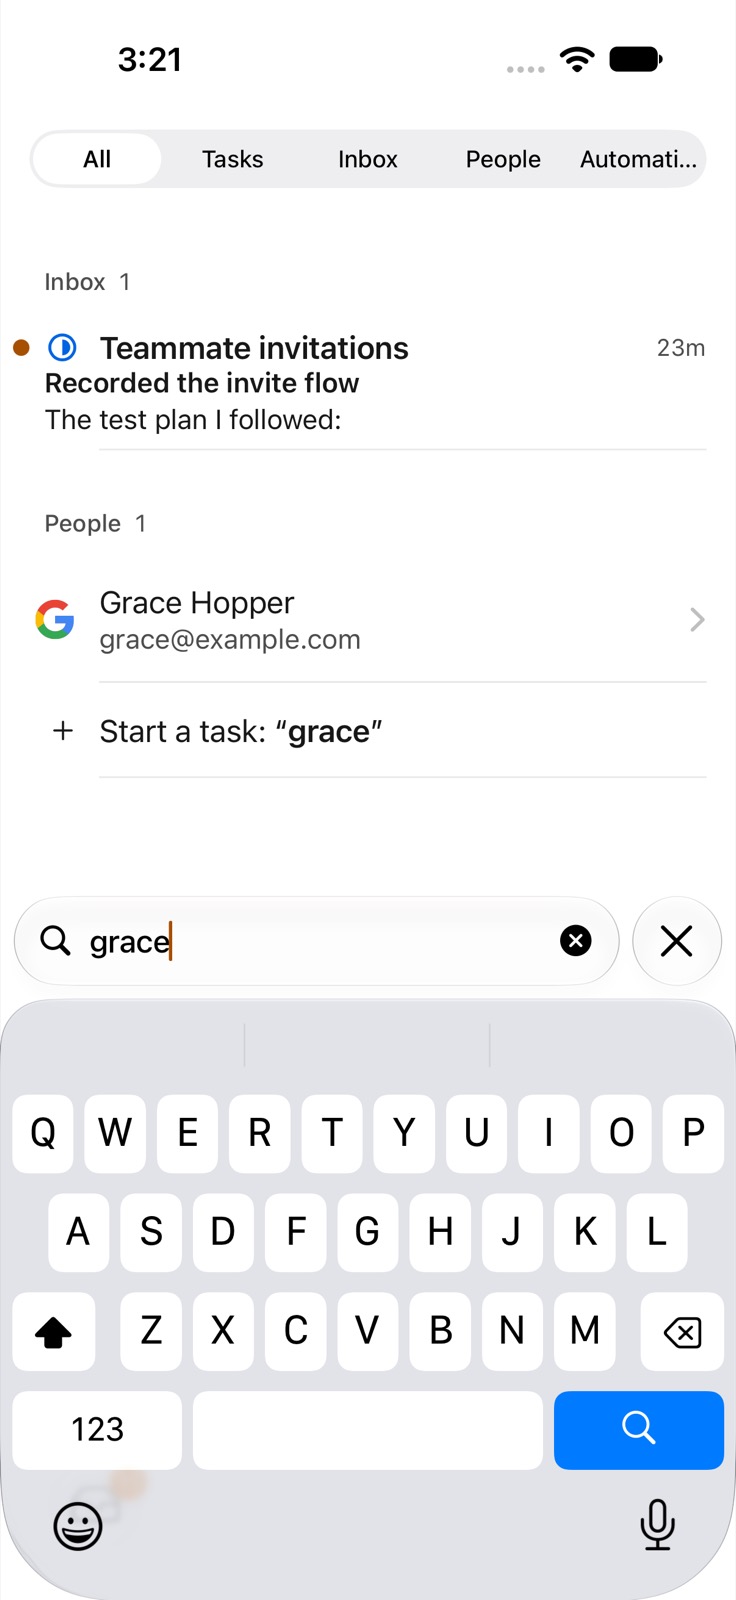 3:21
All Tasks Inbox People Automati...
Inbox 1
Teammate invitations 23m
Recorded the invite flow
The test plan I followed:
People 1
Grace Hopper
grace@example.com
+ Start a task: “grace”
grace
Q W E R T Y U I O P
A S D F G H J K L
Z X C V B N M
123